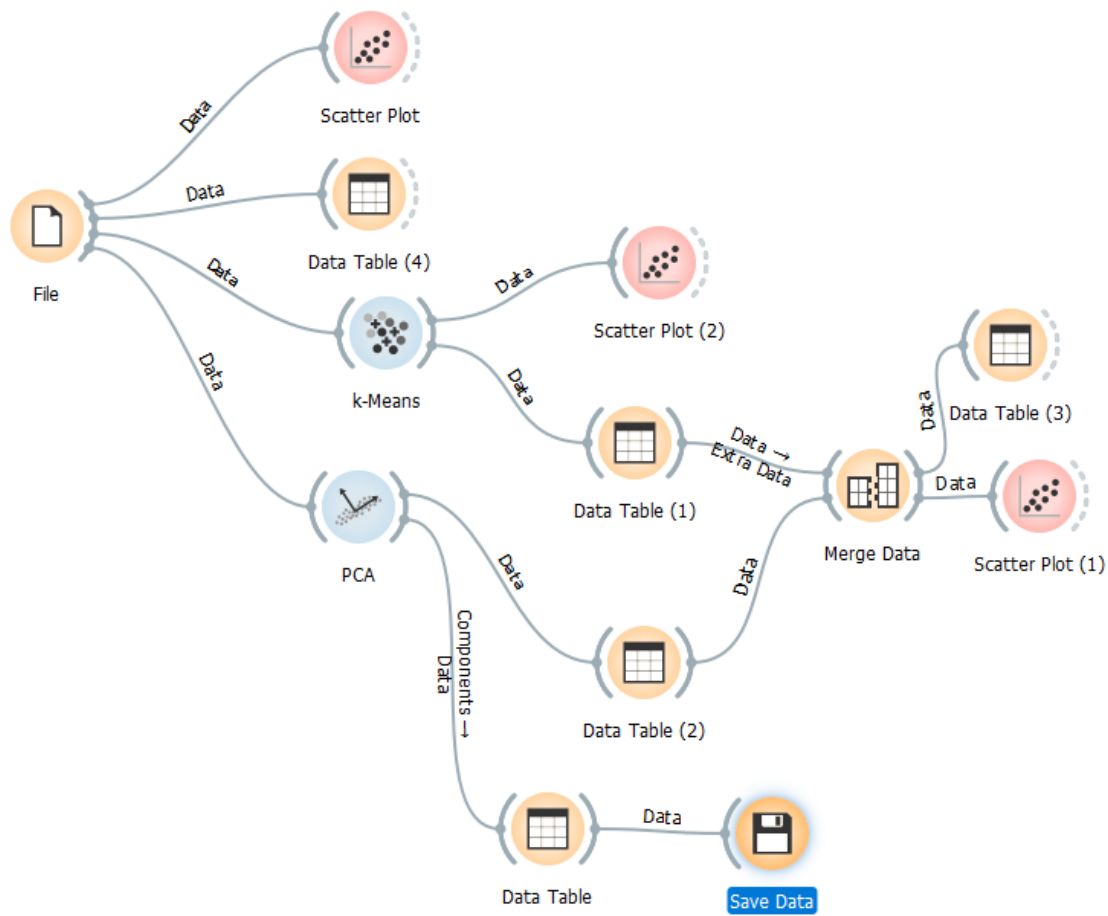 Data
Scatter Plot
Data
Data Table (4)
File
Data
k-Means
Data
Scatter Plot (2)
Data
Data
Data Table (1)
Data →
Extra Data
Data
Data Table (3)
Data
Scatter Plot (1)
Merge Data
PCA
Data
Data
Components →
Data
Data Table (2)
Data Table
Data
Save Data